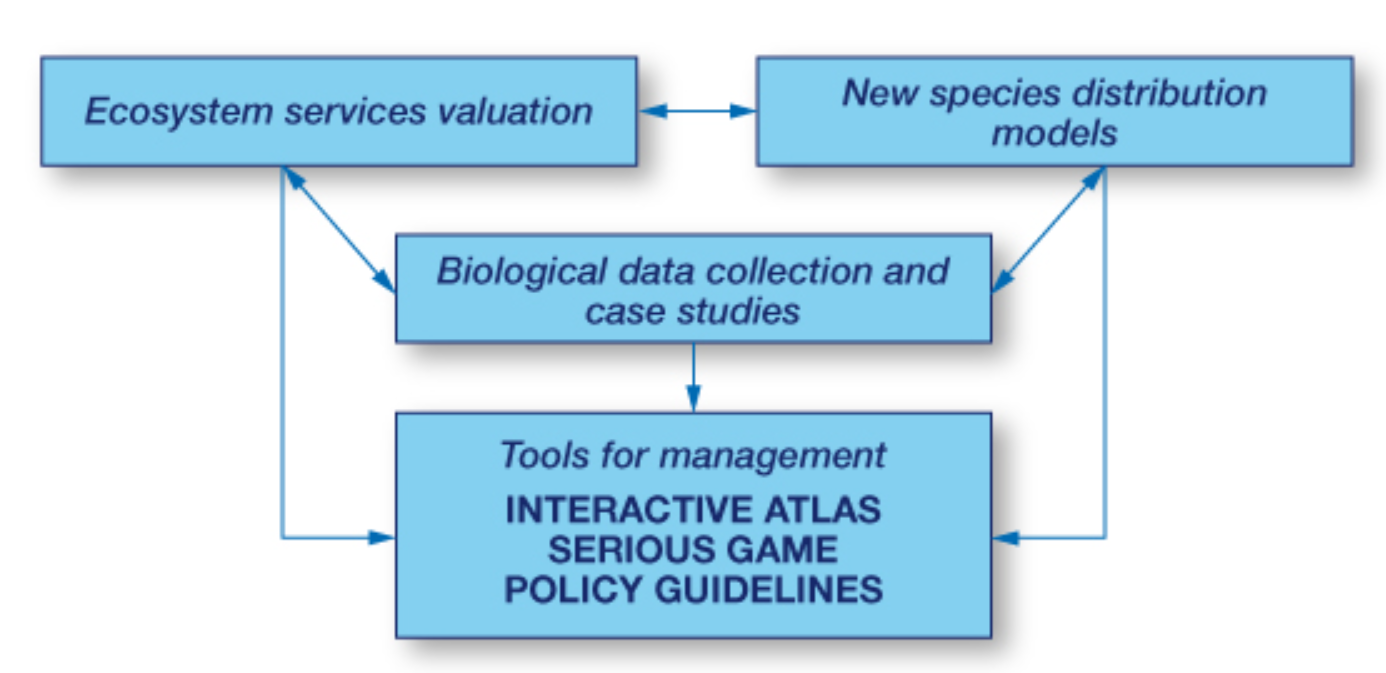 Ecosystem services valuation
New species distribution
models
Biological data collection and
case studies
Tools for management
INTERACTIVE ATLAS
SERIOUS GAME
POLICY GUIDELINES